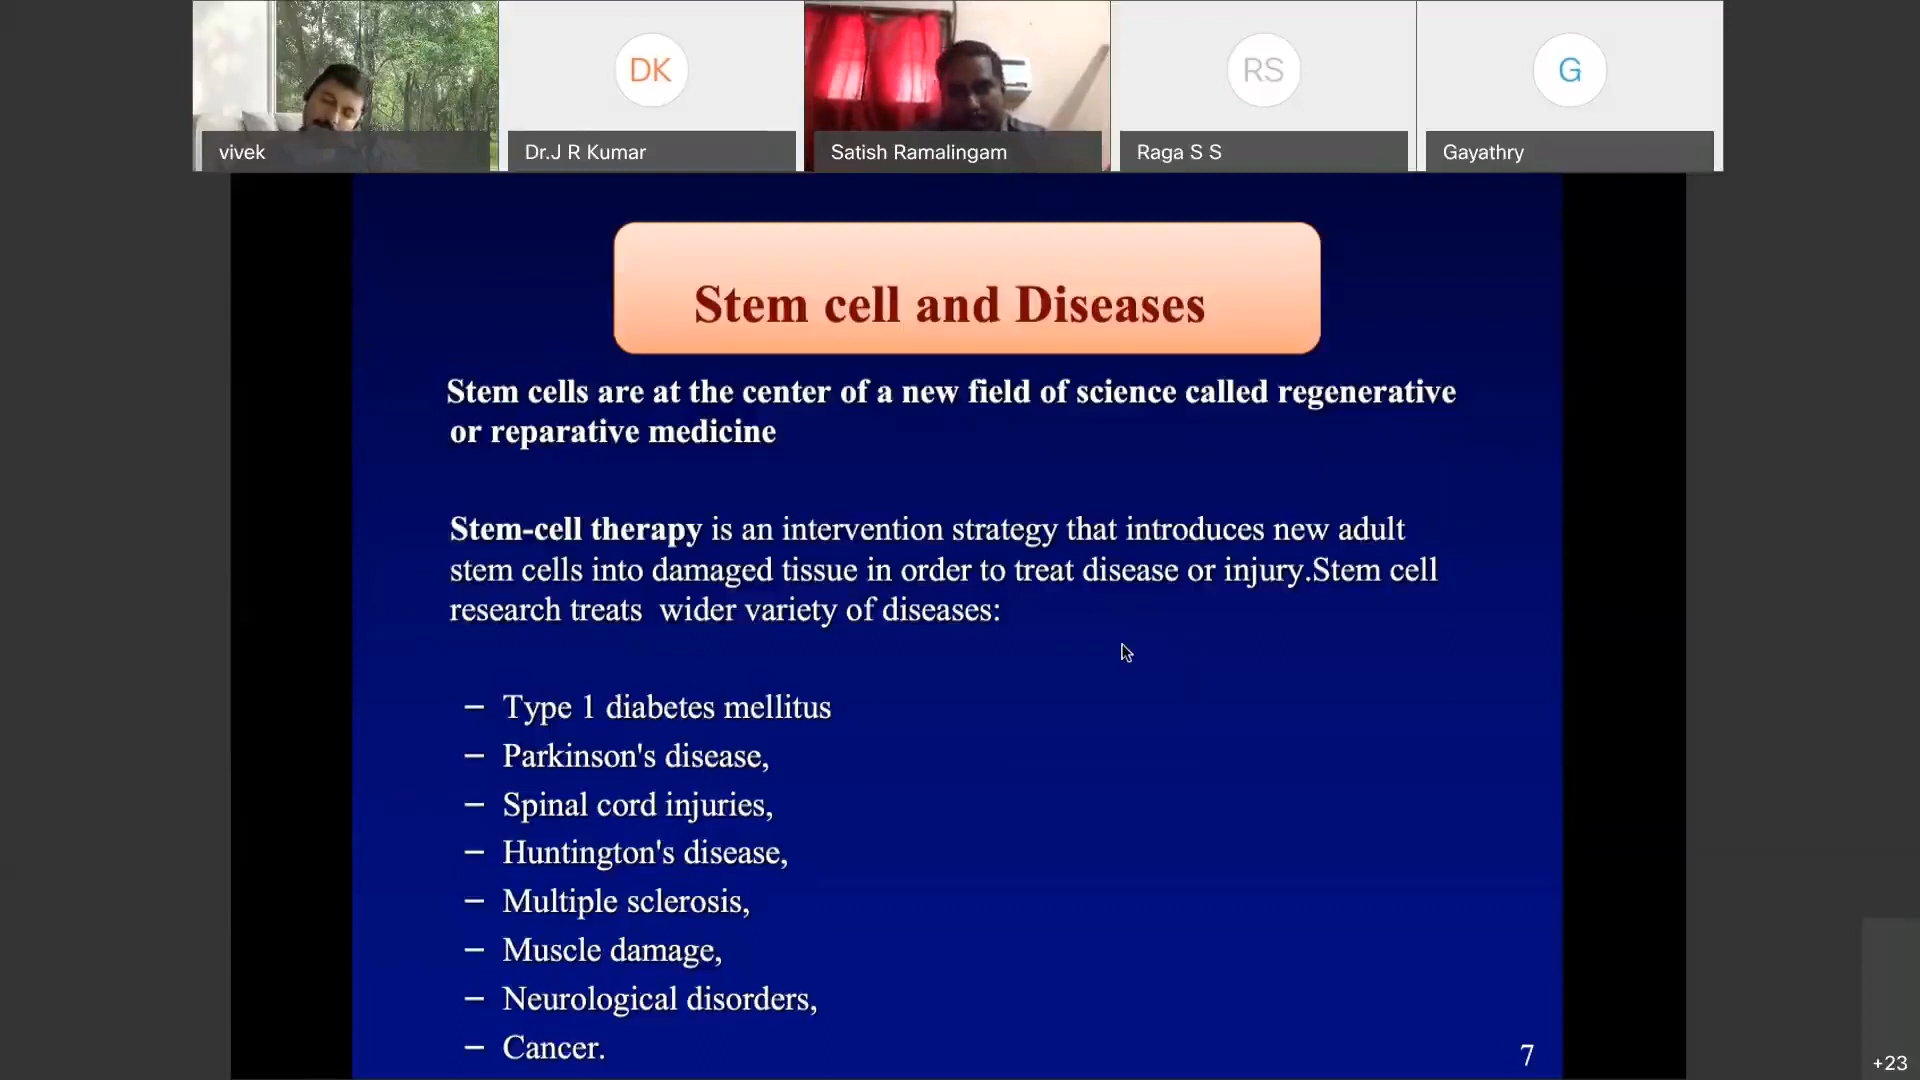 DK
RS
G
vivek
Dr.J R Kumar
Satish Ramalingam
Raga S S
Gayathry
Stem cell and Diseases
Stem cells are at the center of a new field of science called regenerative
or reparative medicine
Stem-cell therapy is an intervention strategy that introduces new adult
stem cells into damaged tissue in order to treat disease or injury.Stem cell
research treats  wider variety of diseases:
– Type 1 diabetes mellitus
– Parkinson's disease,
– Spinal cord injuries,
– Huntington's disease,
– Multiple sclerosis,
– Muscle damage,
– Neurological disorders,
– Cancer.
7
+23